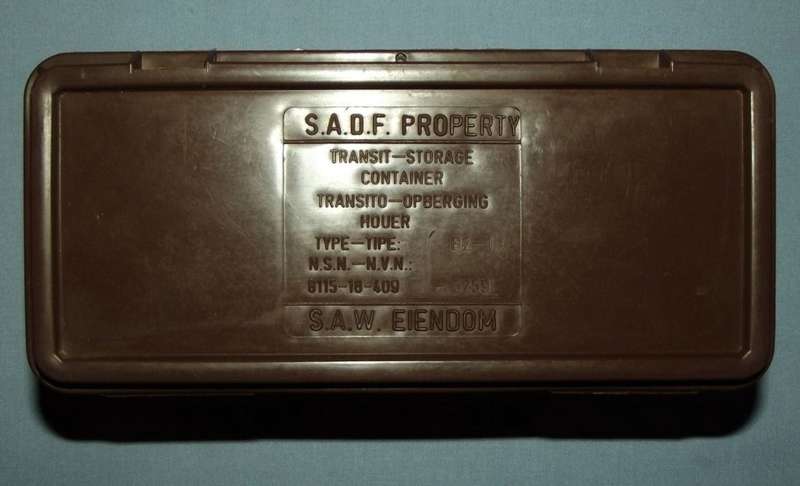 S.A.D.F. PROPERTY
TRANSIT-STORAGE
CONTAINER
TRANSITO-OPBERGING
HOUER
TYPE-TIPE:
N.S.N.-N.V.N.:
8115-18-409
S.A.W. EIENDOM